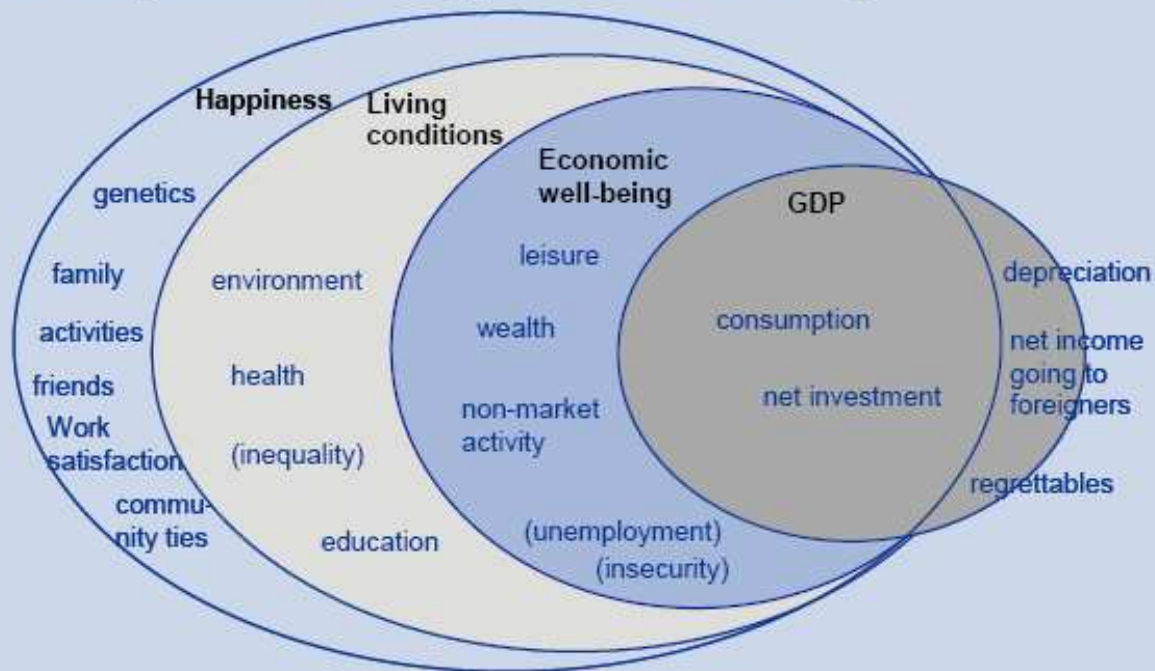 Happiness
Living
conditions
Economic
well-being
GDP
genetics
family
activities
friends
Work
satisfaction
commu-
nity ties
environment
health
(inequality)
education
leisure
wealth
non-market
activity
(unemployment)
(insecurity)
consumption
net investment
depreciation
net income
going to
foreigners
regrettables